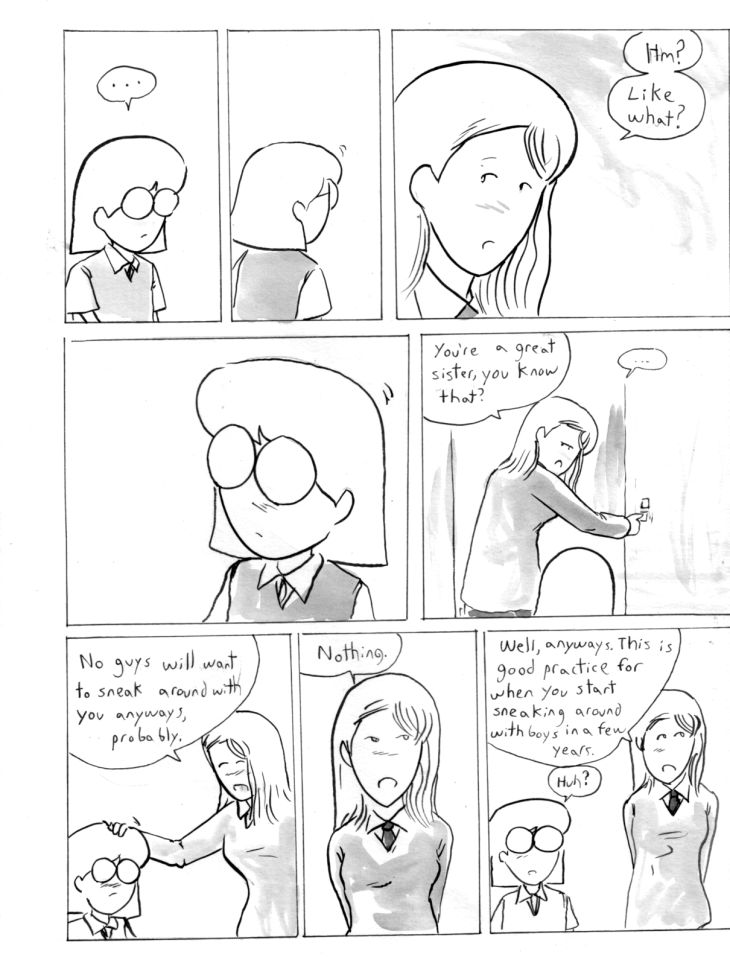 Hm?
Like
what?
...
...
You're a great
sister, you know
that?
Well, anyways. This is
good practice for
when you start
sneaking around
with boys in a few
years.
Huh?
Nothing.
No guys will want
to sneak around with
you anyways,
probably.